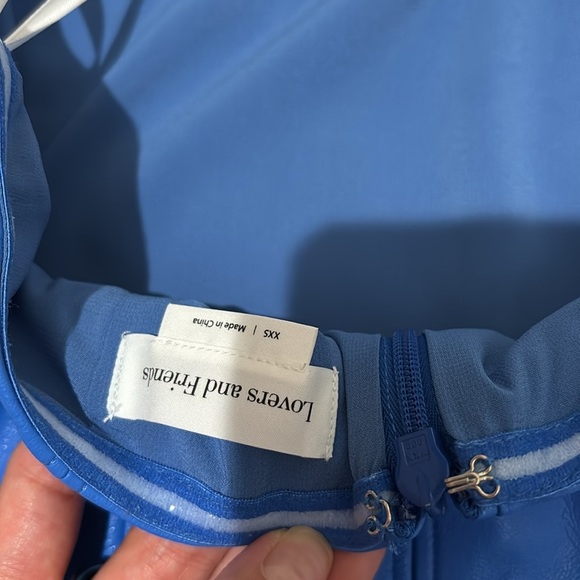 Lovers and Friends
XXS | Made in China